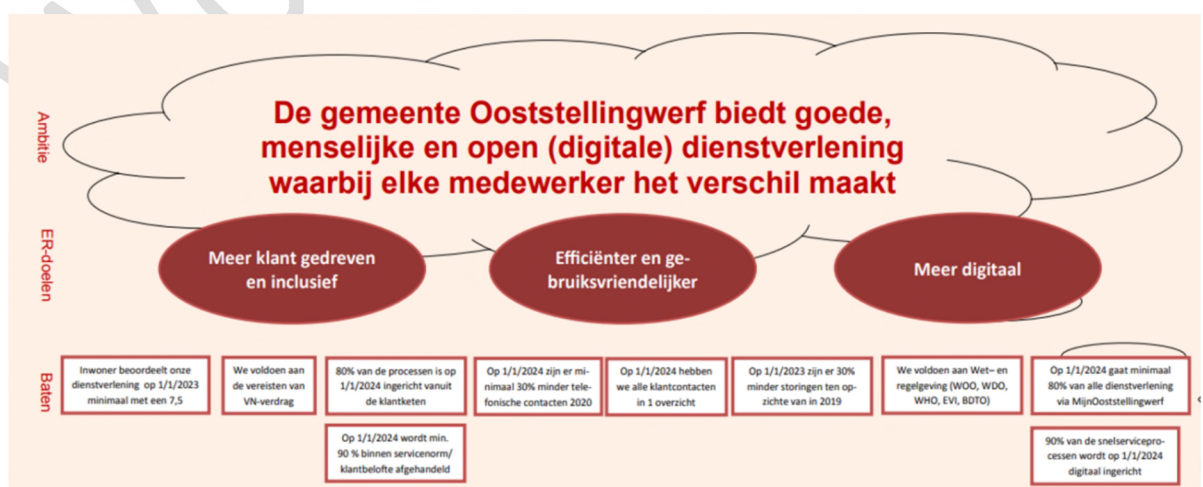 Ambitie
De gemeente Ooststellingwerf biedt goede,
menselijke en open (digitale) dienstverlening
waarbij elke medewerker het verschil maakt
ER-doelen
Meer klant gedreven
en inclusief
Efficiënter en ge-
bruiksvriendelijker
Meer digitaal
Baten
Inwoner beoordeelt onze
dienstverlening op 1/1/2023
minimaal met een 7,5
We voldoen aan
de vereisten van
VN-verdrag
80% van de processen is op
1/1/2024 ingericht vanuit
de klantketen
Op 1/1/2024 wordt min.
90 % binnen servicenorm/
klantbelofte afgehandeld
Op 1/1/2024 zijn er mi-
nimaal 30% minder tele-
fonische contacten 2020
Op 1/1/2024 hebben
we alle klantcontacten
in 1 overzicht
Op 1/1/2023 zijn er 30%
minder storingen ten op-
zichte van in 2019
We voldoen aan Wet– en
regelgeving (WOO, WDO,
WHO, EVI, BDTO)
Op 1/1/2024 gaat minimaal
80% van alle dienstverlening
via MijnOoststellingwerf
90% van de snelservicepro-
cessen wordt op 1/1/2024
digitaal ingericht